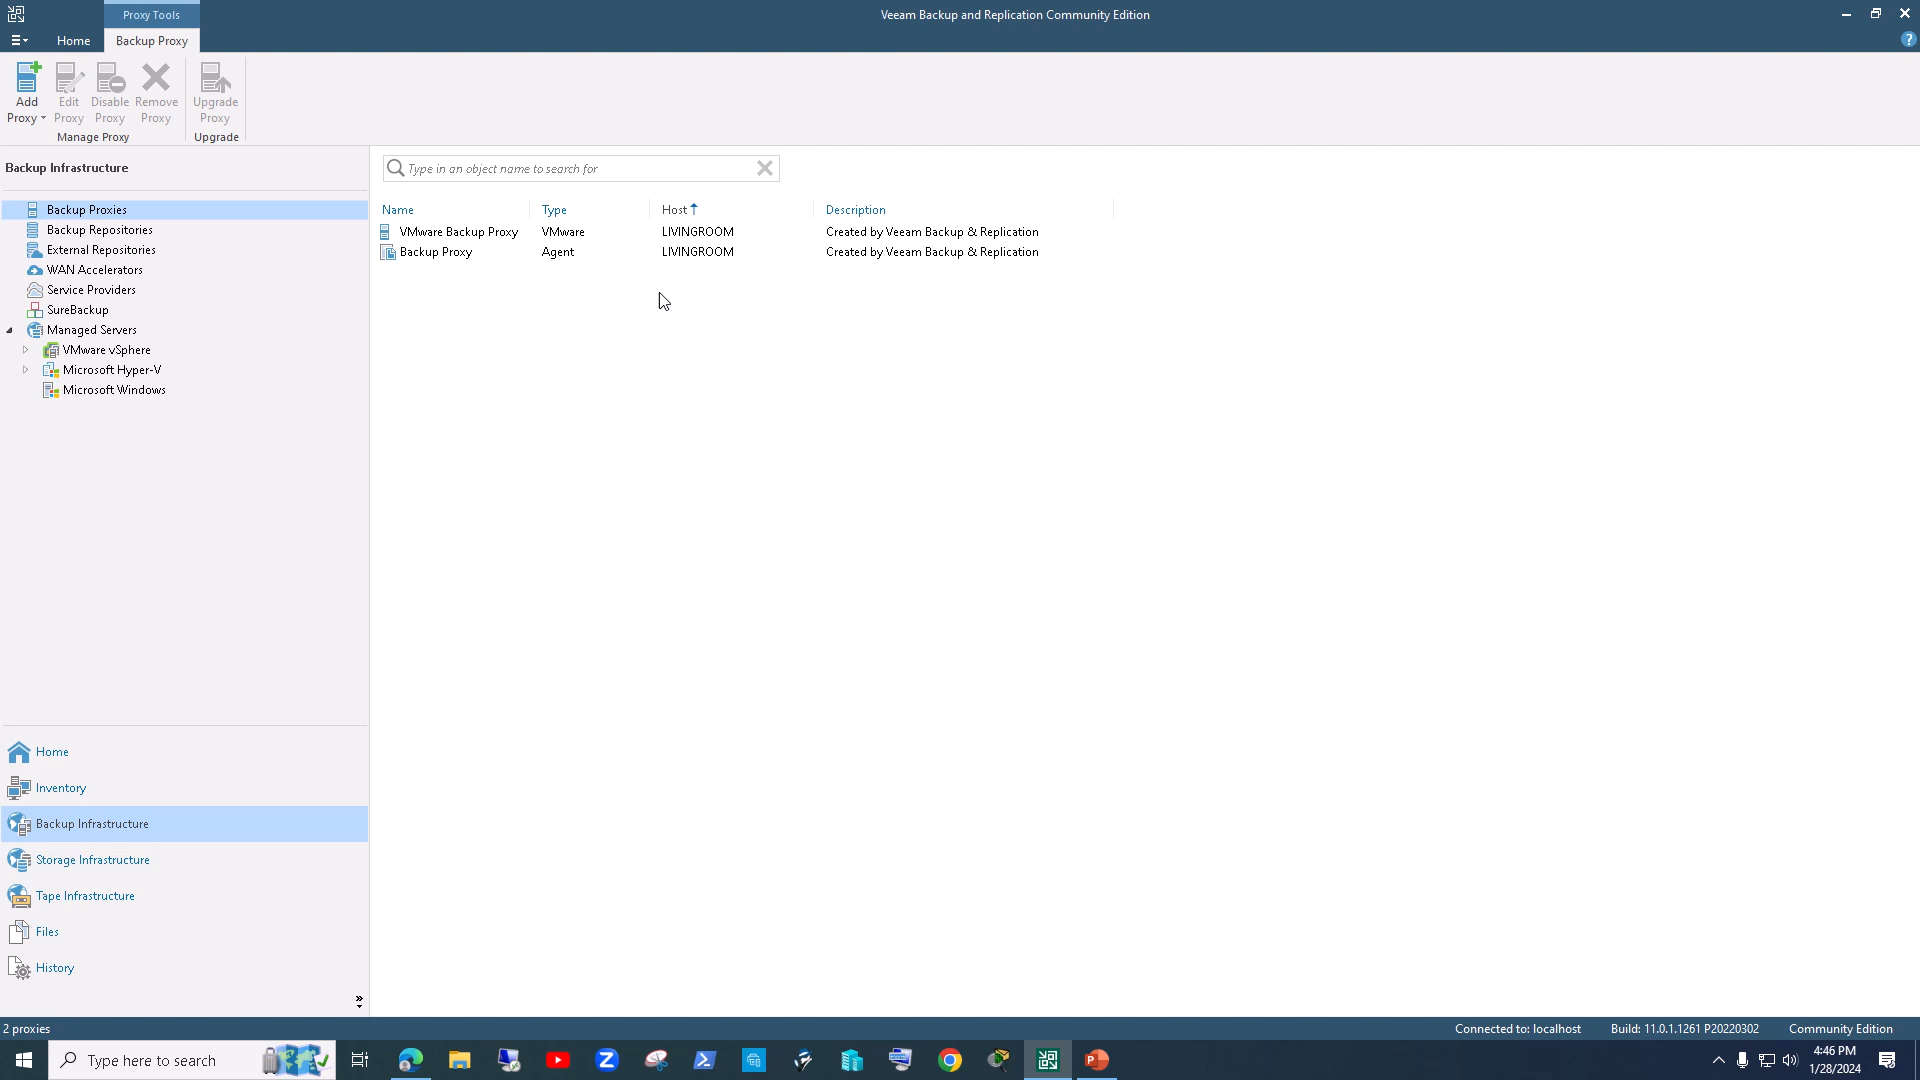 Proxy Tools
Veeam Backup and Replication Community Edition
Home
Backup Proxy
?
Add Proxy
Edit Proxy
Disable Proxy
Remove Proxy
Upgrade Proxy
Manage Proxy
Upgrade
Backup Infrastructure
Type in an object name to search for
Backup Proxies
Backup Repositories
External Repositories
WAN Accelerators
Service Providers
SureBackup
Managed Servers
VMware vSphere
Microsoft Hyper-V
Microsoft Windows
Name Type Host Description
VMware Backup Proxy VMware LIVINGROOM Created by Veeam Backup & Replication
Backup Proxy Agent LIVINGROOM Created by Veeam Backup & Replication
Home
Inventory
Backup Infrastructure
Storage Infrastructure
Tape Infrastructure
Files
History
2 proxies
Connected to: localhost
Build: 11.0.1.1261 P20220302
Community Edition
Type here to search
4:46 PM
1/28/2024